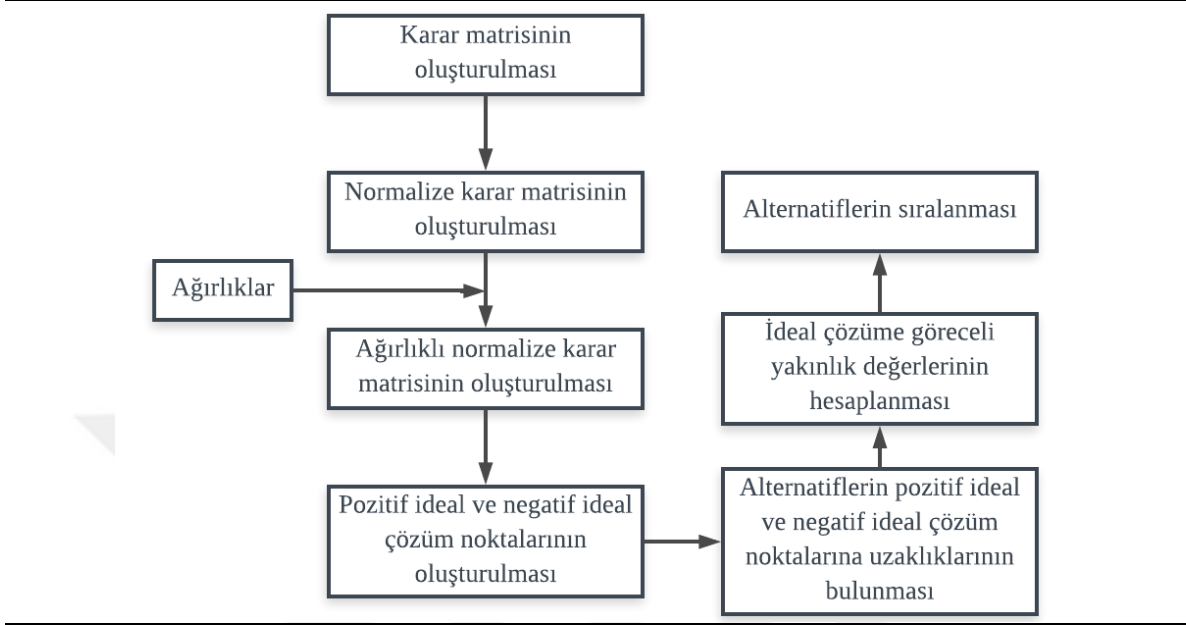 Karar matrisinin
oluşturulması
Normalize karar matrisinin
oluşturulması
Ağırlıklar
Ağırlıklı normalize karar
matrisinin oluşturulması
Pozitif ideal ve negatif ideal
çözüm noktalarının
oluşturulması
Alternatiflerin pozitif ideal
ve negatif ideal çözüm
noktalarına uzaklıklarının
bulunması
İdeal çözüme göreceli
yakınlık değerlerinin
hesaplanması
Alternatiflerin sıralanması